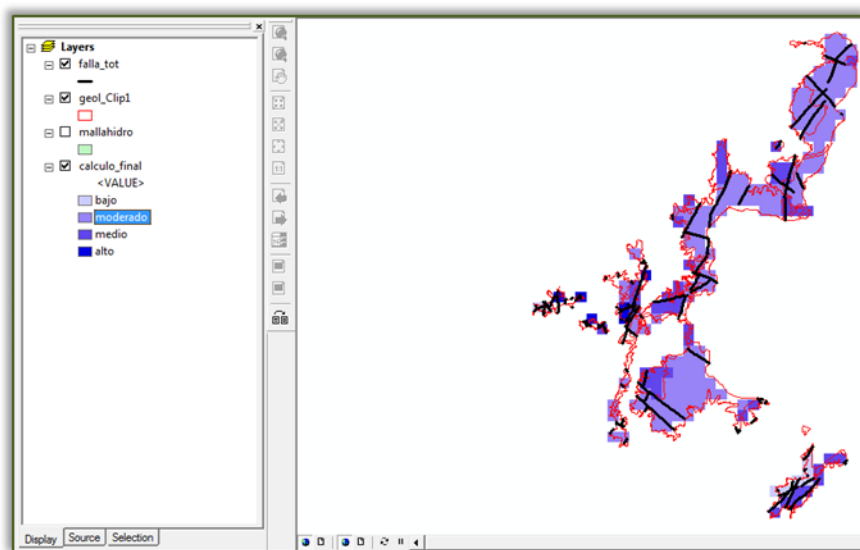 Layers
falla_tot
geol_Clip1
mallahidro
calculo_final
<VALUE>
bajo
moderado
medio
alto
Display Source Selection